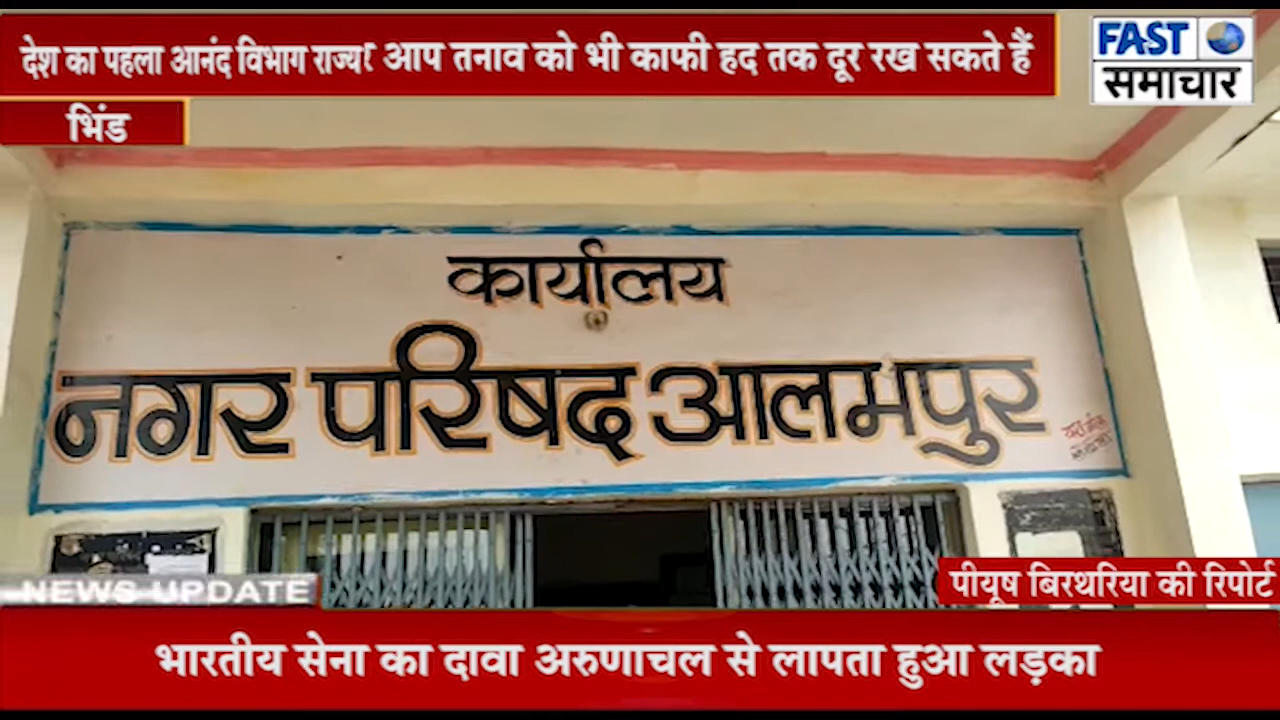 देश का पहला आनंद विभाग राज्य आप तनाव को भी काफी हद तक दूर रख सकते हैं
FAST
समाचार
भिंड
कार्यालय
नगर परिषद आलमपुर
NEWS UPDATE
पीयूष बिरथरिया की रिपोर्ट
भारतीय सेना का दावा अरुणाचल से लापता हुआ लड़का